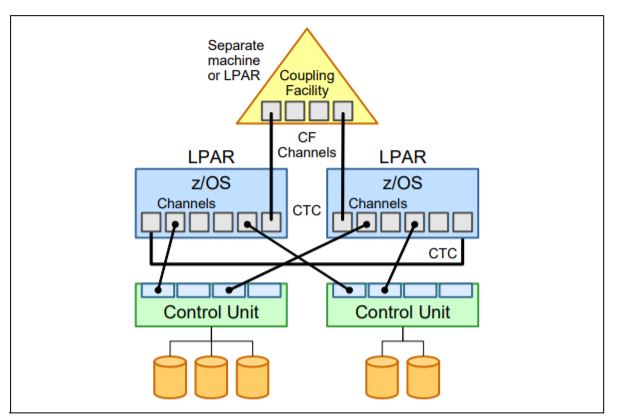 Separate
machine
or LPAR
Coupling
Facility
CF
Channels
LPAR
LPAR
z/OS
z/OS
Channels
CTC
Channels
CTC
Control Unit
Control Unit